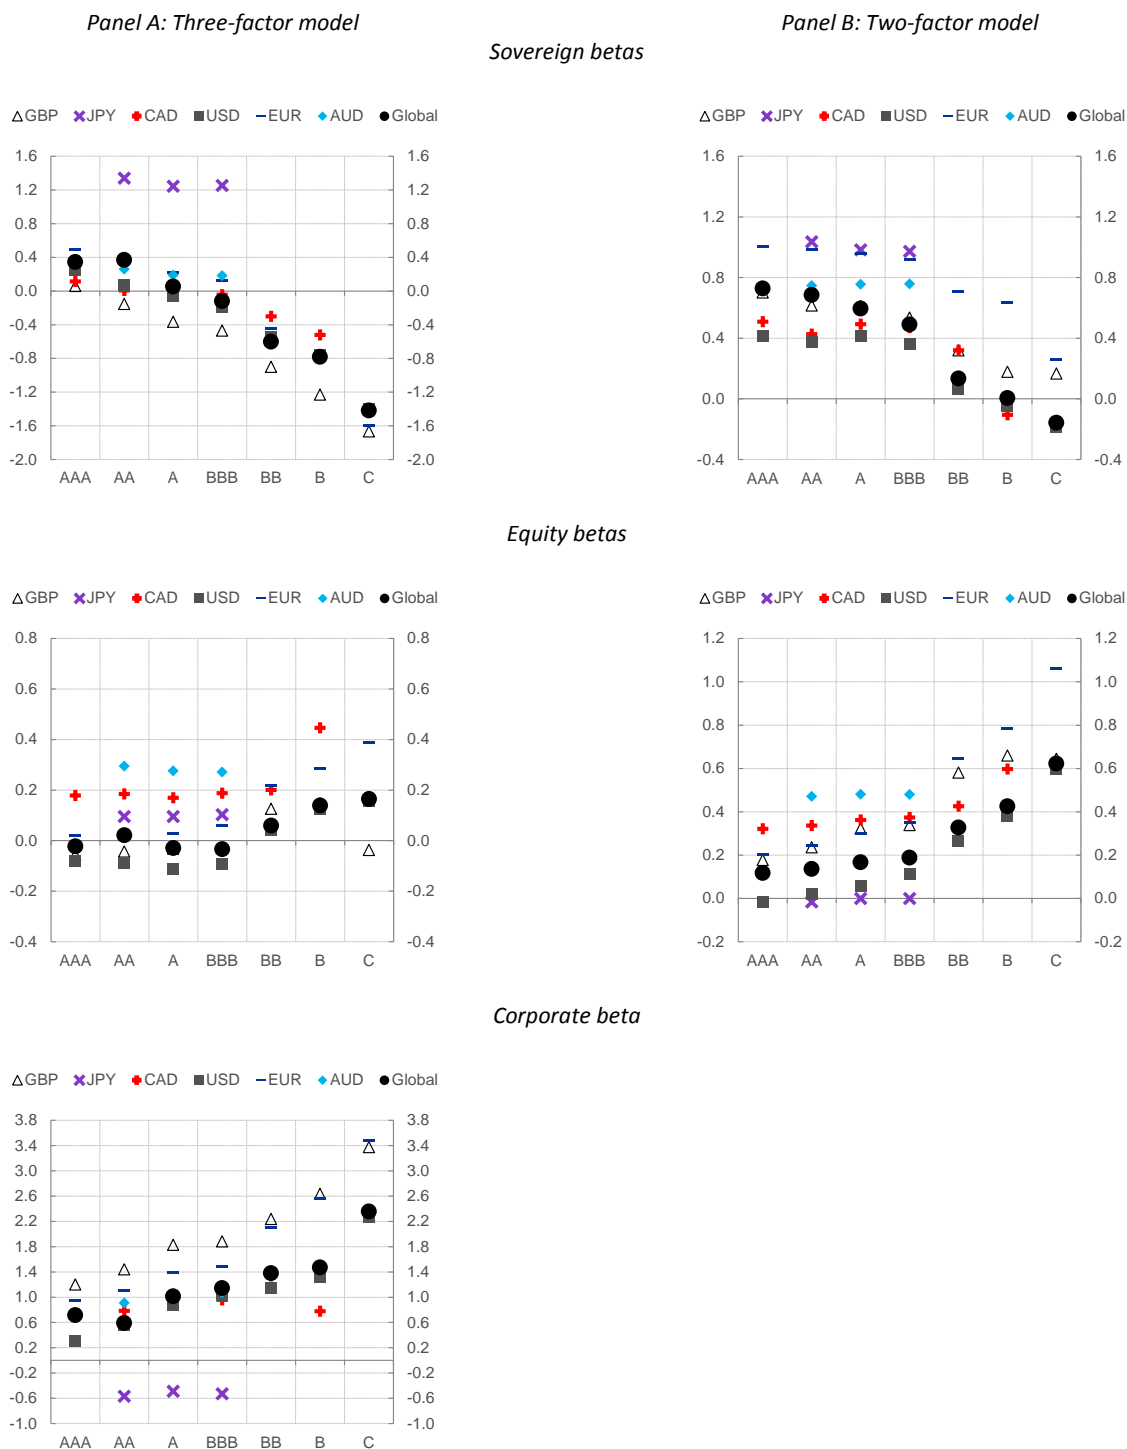 Panel A: Three-factor model
Panel B: Two-factor model
Sovereign betas
GBP JPY CAD USD EUR AUD Global
GBP JPY CAD USD EUR AUD Global
1.6 1.6
1.2 1.2
0.8 0.8
0.4 0.4
0.0 0.0
-0.4 -0.4
-0.8 -0.8
-1.2 -1.2
-1.6 -1.6
-2.0 -2.0
AAA AA A BBB BB B C
1.6 1.6
1.2 1.2
0.8 0.8
0.4 0.4
0.0 0.0
-0.4 -0.4
AAA AA A BBB BB B C
Equity betas
GBP JPY CAD USD EUR AUD Global
GBP JPY CAD USD EUR AUD Global
0.8 0.8
0.6 0.6
0.4 0.4
0.2 0.2
0.0 0.0
-0.2 -0.2
-0.4 -0.4
AAA AA A BBB BB B C
1.2 1.2
1.0 1.0
0.8 0.8
0.6 0.6
0.4 0.4
0.2 0.2
0.0 0.0
-0.2 -0.2
AAA AA A BBB BB B C
Corporate beta
GBP JPY CAD USD EUR AUD Global
3.8 3.8
3.4 3.4
3.0 3.0
2.6 2.6
2.2 2.2
1.8 1.8
1.4 1.4
1.0 1.0
0.6 0.6
0.2 0.2
-0.2 -0.2
-0.6 -0.6
-1.0 -1.0
AAA AA A BBB BB B C